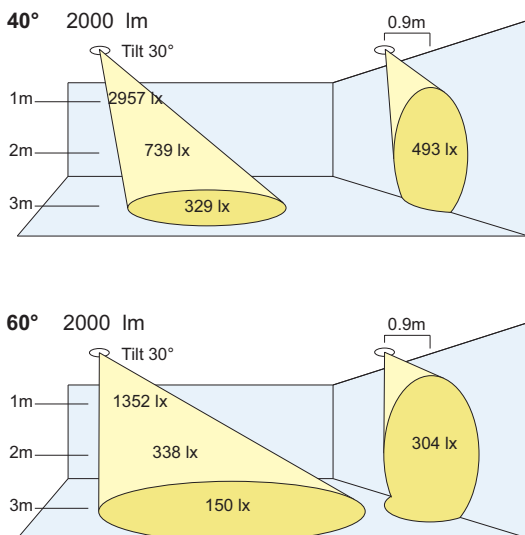 40° 2000 lm
0.9m
Tilt 30°
1m
2957 lx
2m
739 lx
493 lx
3m
329 lx
60° 2000 lm
0.9m
Tilt 30°
1m
1352 lx
2m
338 lx
304 lx
3m
150 lx